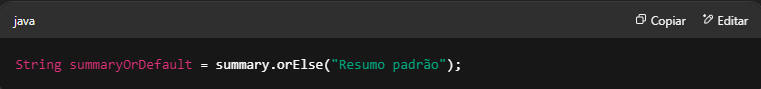 java
Copiar
Editar
String summaryOrDefault = summary.orElse("Resumo padrão");